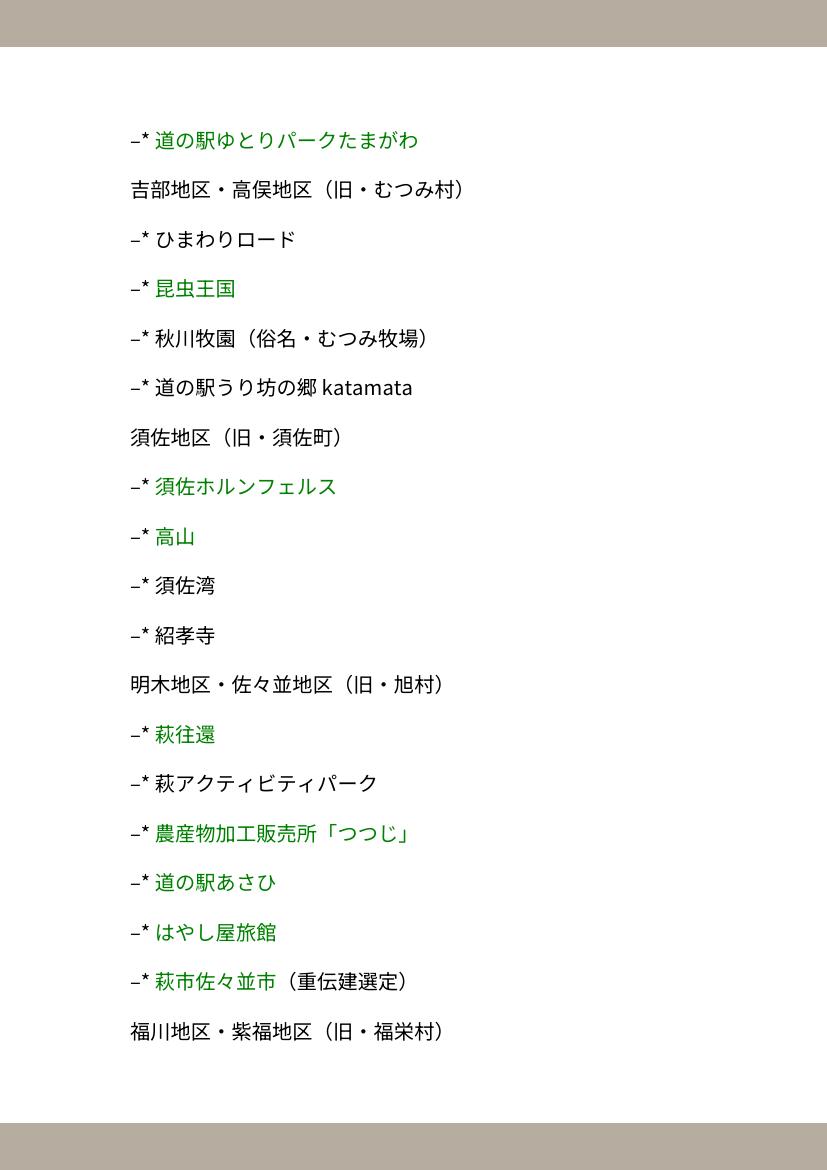 –* 道の駅ゆとりパークたまがわ
吉部地区・高俣地区（旧・むつみ村）
–* ひまわりロード
–* 昆虫王国
–* 秋川牧園（俗名・むつみ牧場）
–* 道の駅うり坊の郷 katamata
須佐地区（旧・須佐町）
–* 須佐ホルンフェルス
–* 高山
–* 須佐湾
–* 紹孝寺
明木地区・佐々並地区（旧・旭村）
–* 萩往還
–* 萩アクティビティパーク
–* 農産物加工販売所「つつじ」
–* 道の駅あさひ
–* はやし屋旅館
–* 萩市佐々並市（重伝建選定）
福川地区・紫福地区（旧・福栄村）